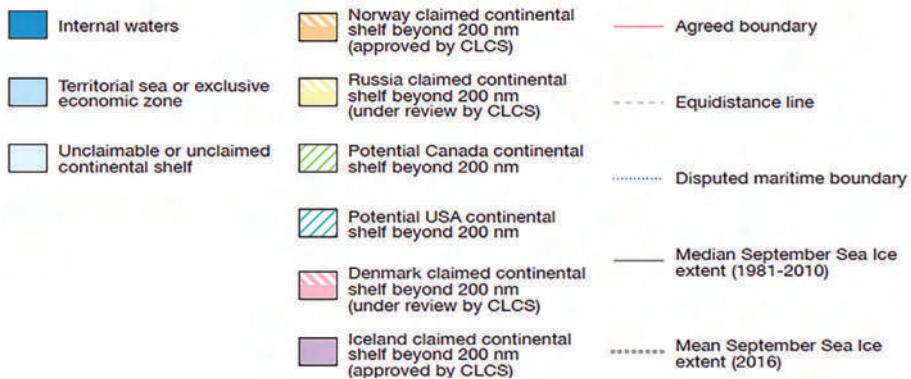 Internal waters
Territorial sea or exclusive
economic zone
Unclaimable or unclaimed
continental shelf
Norway claimed continental
shelf beyond 200 nm
(approved by CLCS)
Russia claimed continental
shelf beyond 200 nm
(under review by CLCS)
Potential Canada continental
shelf beyond 200 nm
Potential USA continental
shelf beyond 200 nm
Denmark claimed continental
shelf beyond 200 nm
(under review by CLCS)
Iceland claimed continental
shelf beyond 200 nm
(approved by CLCS)
Agreed boundary
Equidistance line
Disputed maritime boundary
Median September Sea Ice
extent (1981-2010)
Mean September Sea Ice
extent (2016)